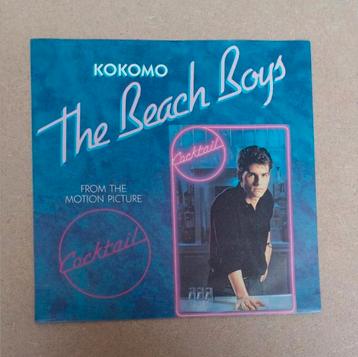 KOKOMO
The Beach Boys
Cocktail
FROM THE
MOTION PICTURE
Cocktail